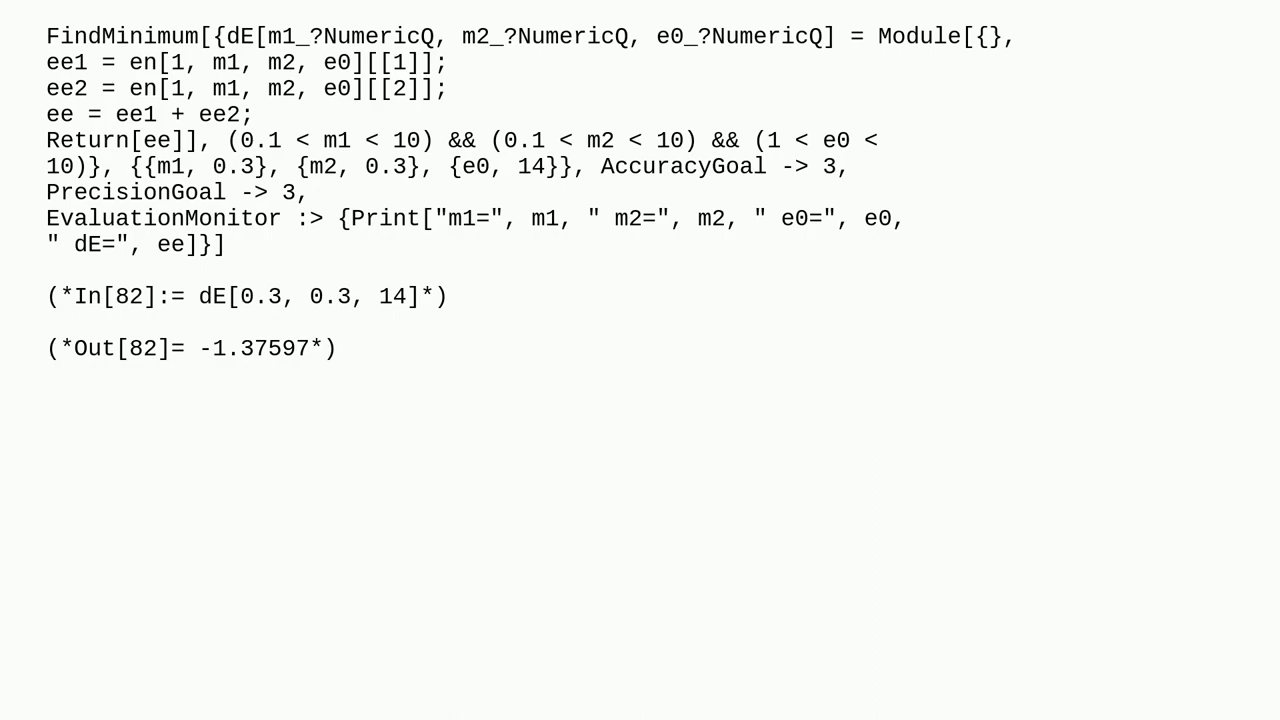 FindMinimum[{dE[m1_?NumericQ, m2_?NumericQ, e0_?NumericQ] = Module[{},
ee1 = en[1, m1, m2, e0][[1]];
ee2 = en[1, m1, m2, e0][[2]];
ee = ee1 + ee2;
Return[ee]], (0.1 < m1 < 10) && (0.1 < m2 < 10) && (1 < e0 <
10)}, {{m1, 0.3}, {m2, 0.3}, {e0, 14}}, AccuracyGoal -> 3,
PrecisionGoal -> 3,
EvaluationMonitor :> {Print["m1=", m1, " m2=", m2, " e0=", e0,
" dE=", ee]}]
(*In[82]:= dE[0.3, 0.3, 14]*)
(*Out[82]= -1.37597*)